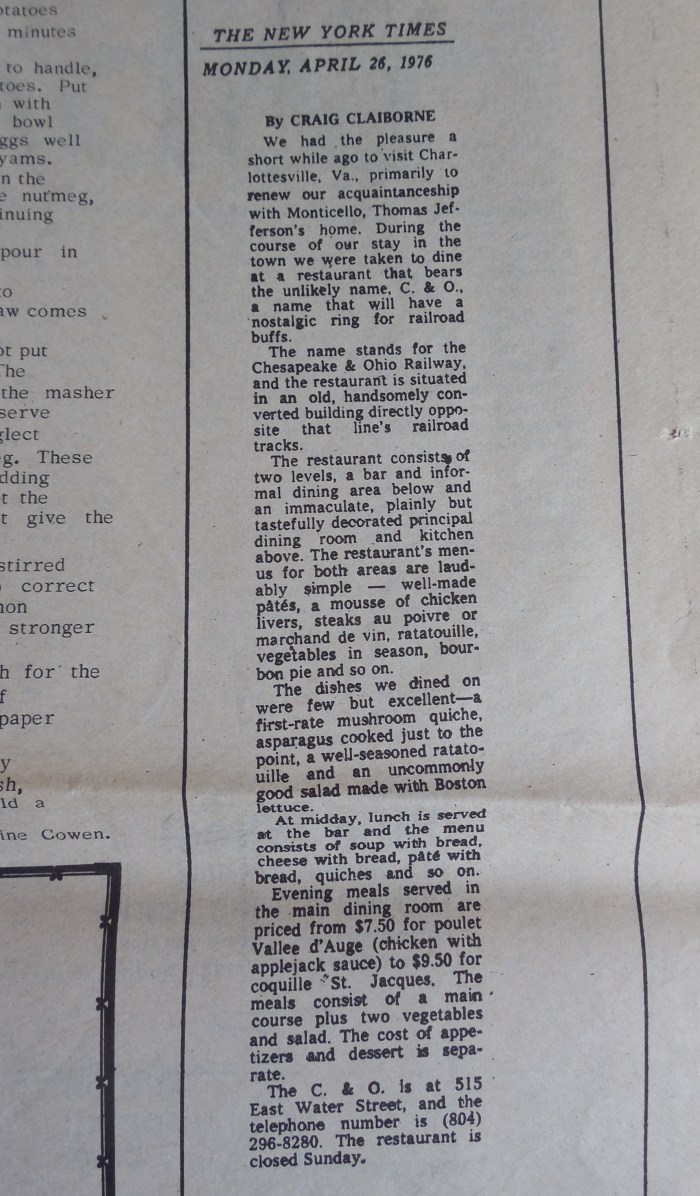 otatoes
minutes
to handle,
toes. Put
with
bowl
ggs well
yams.
n the
e nutmeg,
inuing
pour in
to
aw comes
ot put
The
the masher
serve
glect
g. These
dding
t the
t give the
stirred
correct
non
stronger
h for the
f
paper
y
sh,
ld a
ine Cowen.
THE NEW YORK TIMES
MONDAY, APRIL 26, 1976
By CRAIG CLAIBORNE
We had the pleasure a
short while ago to visit Char-
lottesville, Va., primarily to
renew our acquaintanceship
with Monticello, Thomas Jef-
ferson's home. During the
course of our stay in the
town we were taken to dine
at a restaurant that bears
the unlikely name, C. & O.,
a name that will have a
nostalgic ring for railroad
buffs.
The name stands for the
Chesapeake & Ohio Railway,
and the restaurant is situated
in an old, handsomely con-
verted building directly oppo-
site that line's railroad
tracks.
The restaurant consists of
two levels, a bar and infor-
mal dining area below and
an immaculate, plainly but
tastefully decorated principal
dining room and kitchen
above. The restaurant's men-
us for both areas are laud-
ably simple — well-made
pâtés, a mousse of chicken
livers, steaks au poivre or
marchand de vin, ratatouille,
vegetables in season, bour-
bon pie and so on.
The dishes we dined on
were few but excellent—a
first-rate mushroom quiche,
asparagus cooked just to the
point, a well-seasoned ratato-
uille and an uncommonly
good salad made with Boston
lettuce.
At midday, lunch is served
at the bar and the menu
consists of soup with bread,
cheese with bread, pâté with
bread, quiches and so on.
Evening meals served in
the main dining room are
priced from $7.50 for poulet
Vallee d'Auge (chicken with
applejack sauce) to $9.50 for
coquille St. Jacques. The
meals consist of a main
course plus two vegetables
and salad. The cost of appe-
tizers and dessert is sepa-
rate.
The C. & O. is at 515
East Water Street, and the
telephone number is (804)
296-8280. The restaurant is
closed Sunday.